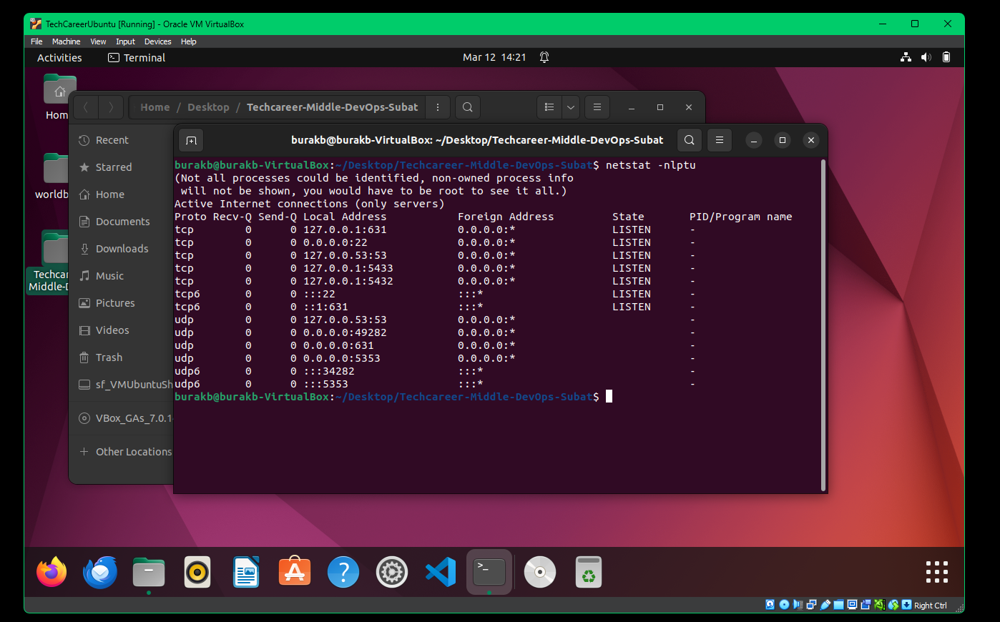 TechCareerUbuntu [Running] - Oracle VM VirtualBox
File Machine View Input Devices Help
Activities Terminal Mar 12 14:21
Home / Desktop / Techcareer-Middle-DevOps-Subat
Hom
worldb
Techcar
Middle-D
Recent
Starred
Home
Documents
Downloads
Music
Pictures
Videos
Trash
sf_VMUbuntuSh
VBox_GAs_7.0.1
Other Locations
burakb@burakb-VirtualBox: ~/Desktop/Techcareer-Middle-DevOps-Subat
burakb@burakb-VirtualBox:~/Desktop/Techcareer-Middle-DevOps-Subat$ netstat -nlptu
(Not all processes could be identified, non-owned process info
 will not be shown, you would have to be root to see it all.)
Active Internet connections (only servers)
Proto Recv-Q Send-Q Local Address           Foreign Address         State       PID/Program name
tcp        0      0 127.0.0.1:631           0.0.0.0:*               LISTEN      -
tcp        0      0 0.0.0.0:22              0.0.0.0:*               LISTEN      -
tcp        0      0 127.0.0.53:53           0.0.0.0:*               LISTEN      -
tcp        0      0 127.0.0.1:5433          0.0.0.0:*               LISTEN      -
tcp        0      0 127.0.0.1:5432          0.0.0.0:*               LISTEN      -
tcp6       0      0 :::22                   :::*                    LISTEN      -
tcp6       0      0 ::1:631                 :::*                    LISTEN      -
udp        0      0 127.0.0.53:53           0.0.0.0:*                           -
udp        0      0 0.0.0.0:49282           0.0.0.0:*                           -
udp        0      0 0.0.0.0:631             0.0.0.0:*                           -
udp        0      0 0.0.0.0:5353            0.0.0.0:*                           -
udp6       0      0 :::34282                :::*                                -
udp6       0      0 :::5353                 :::*                                -
burakb@burakb-VirtualBox:~/Desktop/Techcareer-Middle-DevOps-Subat$
Right Ctrl